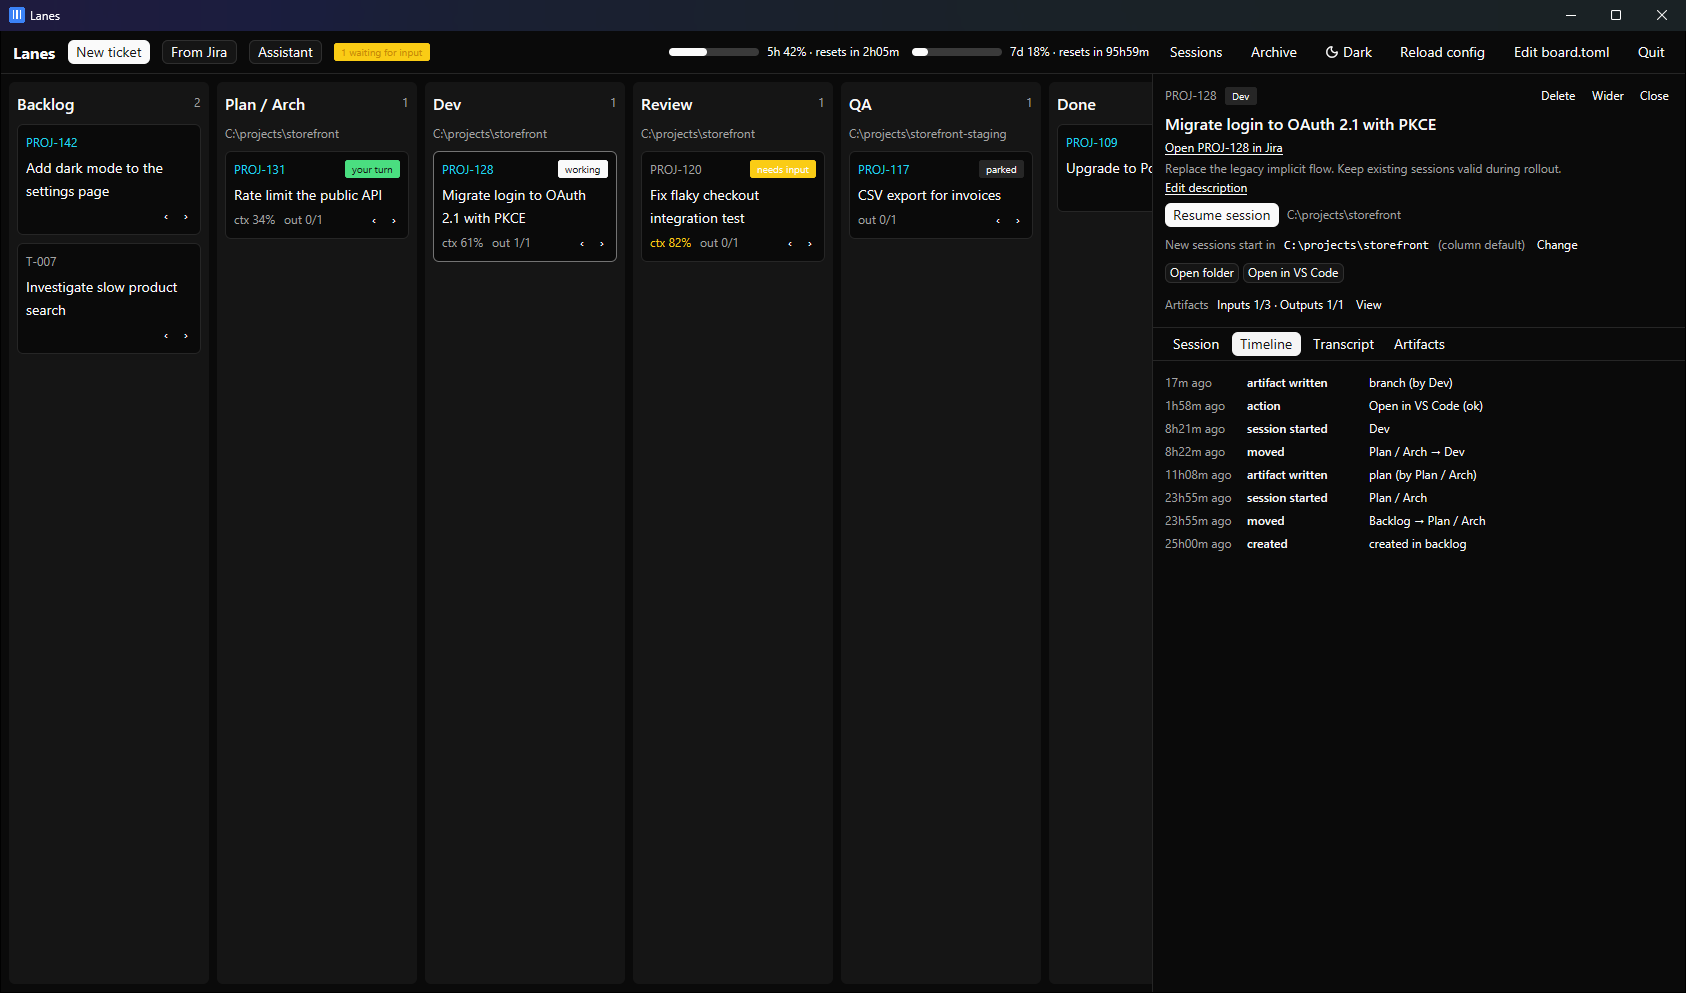 Lanes
Lanes New ticket From Jira Assistant 1 waiting for input 5h 42% · resets in 2h05m 7d 18% · resets in 95h59m Sessions Archive Dark Reload config Edit board.toml Quit
Backlog 2
PROJ-142
Add dark mode to the
settings page
‹ ›
T-007
Investigate slow product
search
‹ ›
Plan / Arch 1
C:\projects\storefront
PROJ-131 your turn
Rate limit the public API
ctx 34% out 0/1 ‹ ›
Dev 1
C:\projects\storefront
PROJ-128 working
Migrate login to OAuth
2.1 with PKCE
ctx 61% out 1/1 ‹ ›
Review 1
C:\projects\storefront
PROJ-120 needs input
Fix flaky checkout
integration test
ctx 82% out 0/1 ‹ ›
QA 1
C:\projects\storefront-staging
PROJ-117 parked
CSV export for invoices
out 0/1 ‹ ›
Done
PROJ-109
Upgrade to Po
PROJ-128 Dev Delete Wider Close
Migrate login to OAuth 2.1 with PKCE
Open PROJ-128 in Jira
Replace the legacy implicit flow. Keep existing sessions valid during rollout.
Edit description
Resume session C:\projects\storefront
New sessions start in C:\projects\storefront (column default) Change
Open folder Open in VS Code
Artifacts Inputs 1/3 · Outputs 1/1 View
Session Timeline Transcript Artifacts
17m ago artifact written branch (by Dev)
1h58m ago action Open in VS Code (ok)
8h21m ago session started Dev
8h22m ago moved Plan / Arch → Dev
11h08m ago artifact written plan (by Plan / Arch)
23h55m ago session started Plan / Arch
23h55m ago moved Backlog → Plan / Arch
25h00m ago created created in backlog